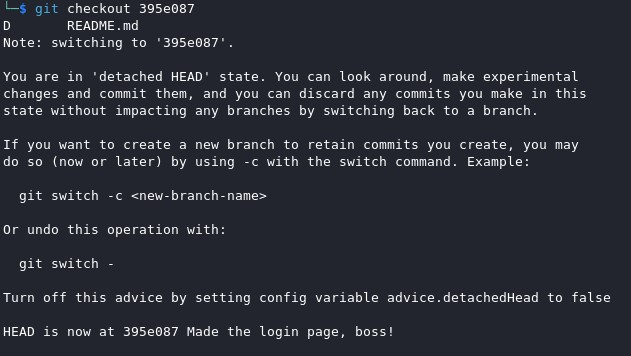 └─$ git checkout 395e087
D       README.md
Note: switching to '395e087'.

You are in 'detached HEAD' state. You can look around, make experimental
changes and commit them, and you can discard any commits you make in this
state without impacting any branches by switching back to a branch.

If you want to create a new branch to retain commits you create, you may
do so (now or later) by using -c with the switch command. Example:

  git switch -c <new-branch-name>

Or undo this operation with:

  git switch -

Turn off this advice by setting config variable advice.detachedHead to false

HEAD is now at 395e087 Made the login page, boss!